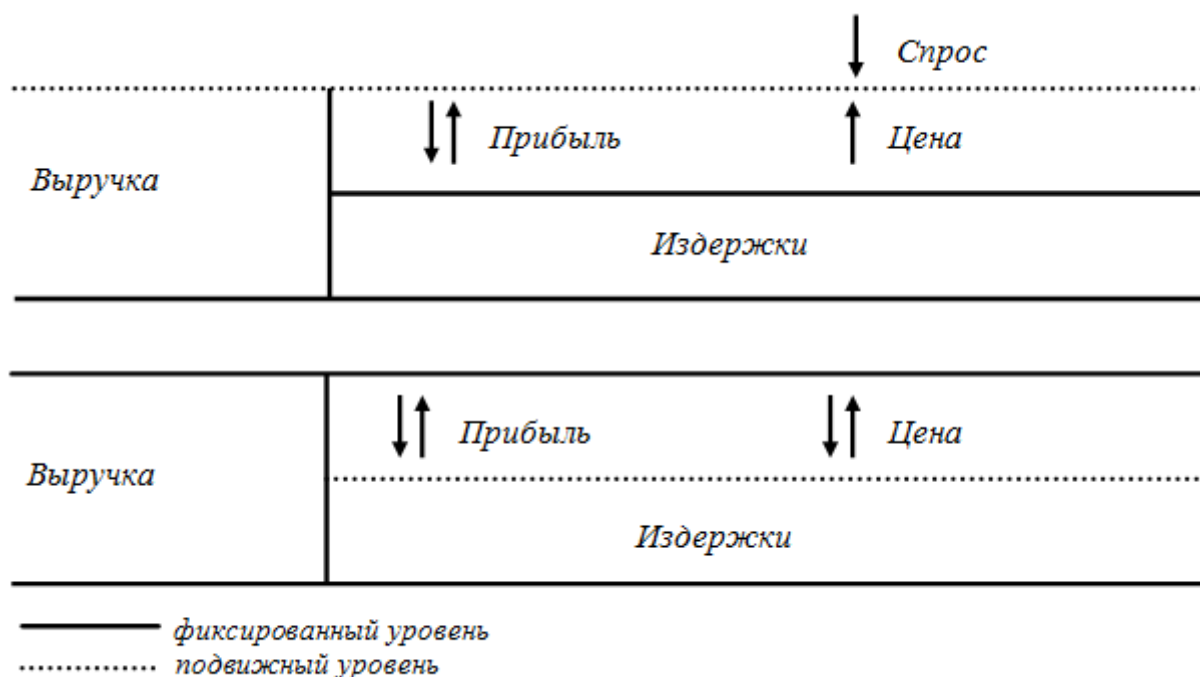 Спрос
Прибыль
Цена
Выручка
Издержки
Прибыль
Цена
Выручка
Издержки
фиксированный уровень
подвижный уровень